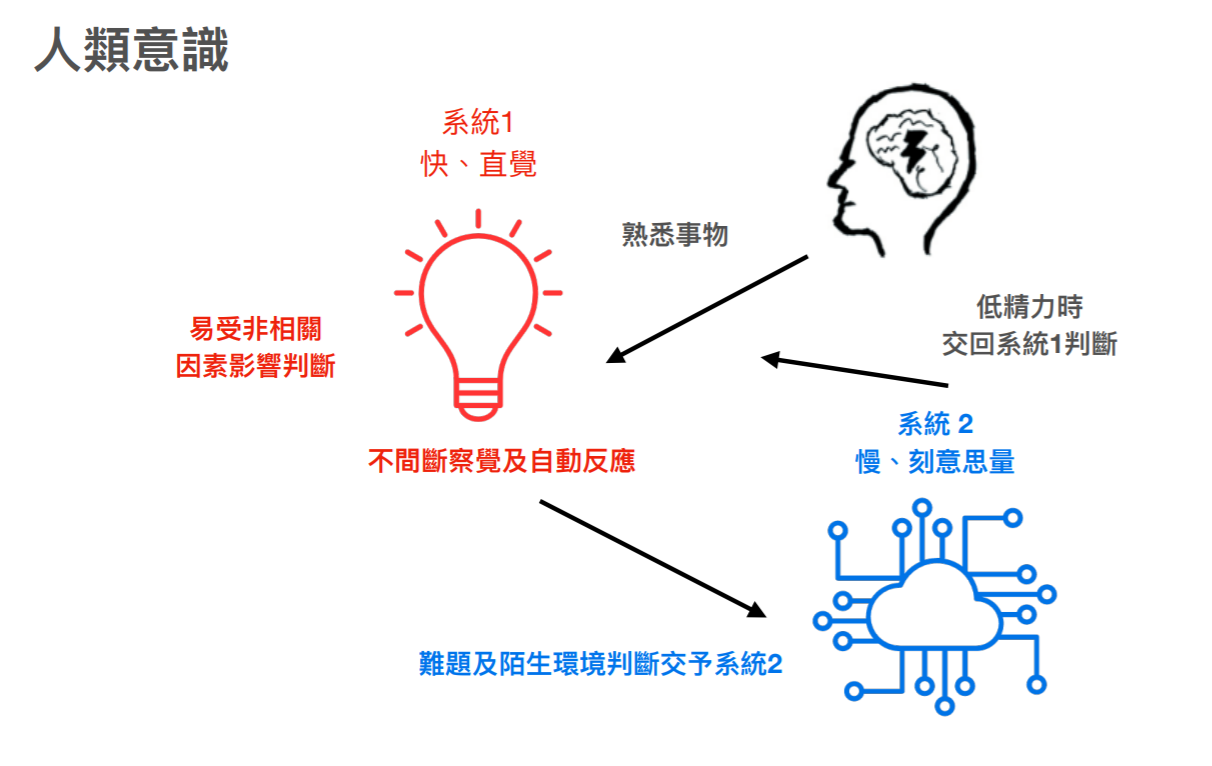 人類意識
系統1
快、直覺
熟悉事物
低精力時
交回系統1判斷
易受非相關
因素影響判斷
系統 2
慢、刻意思量
不間斷察覺及自動反應
難題及陌生環境判斷交予系統2